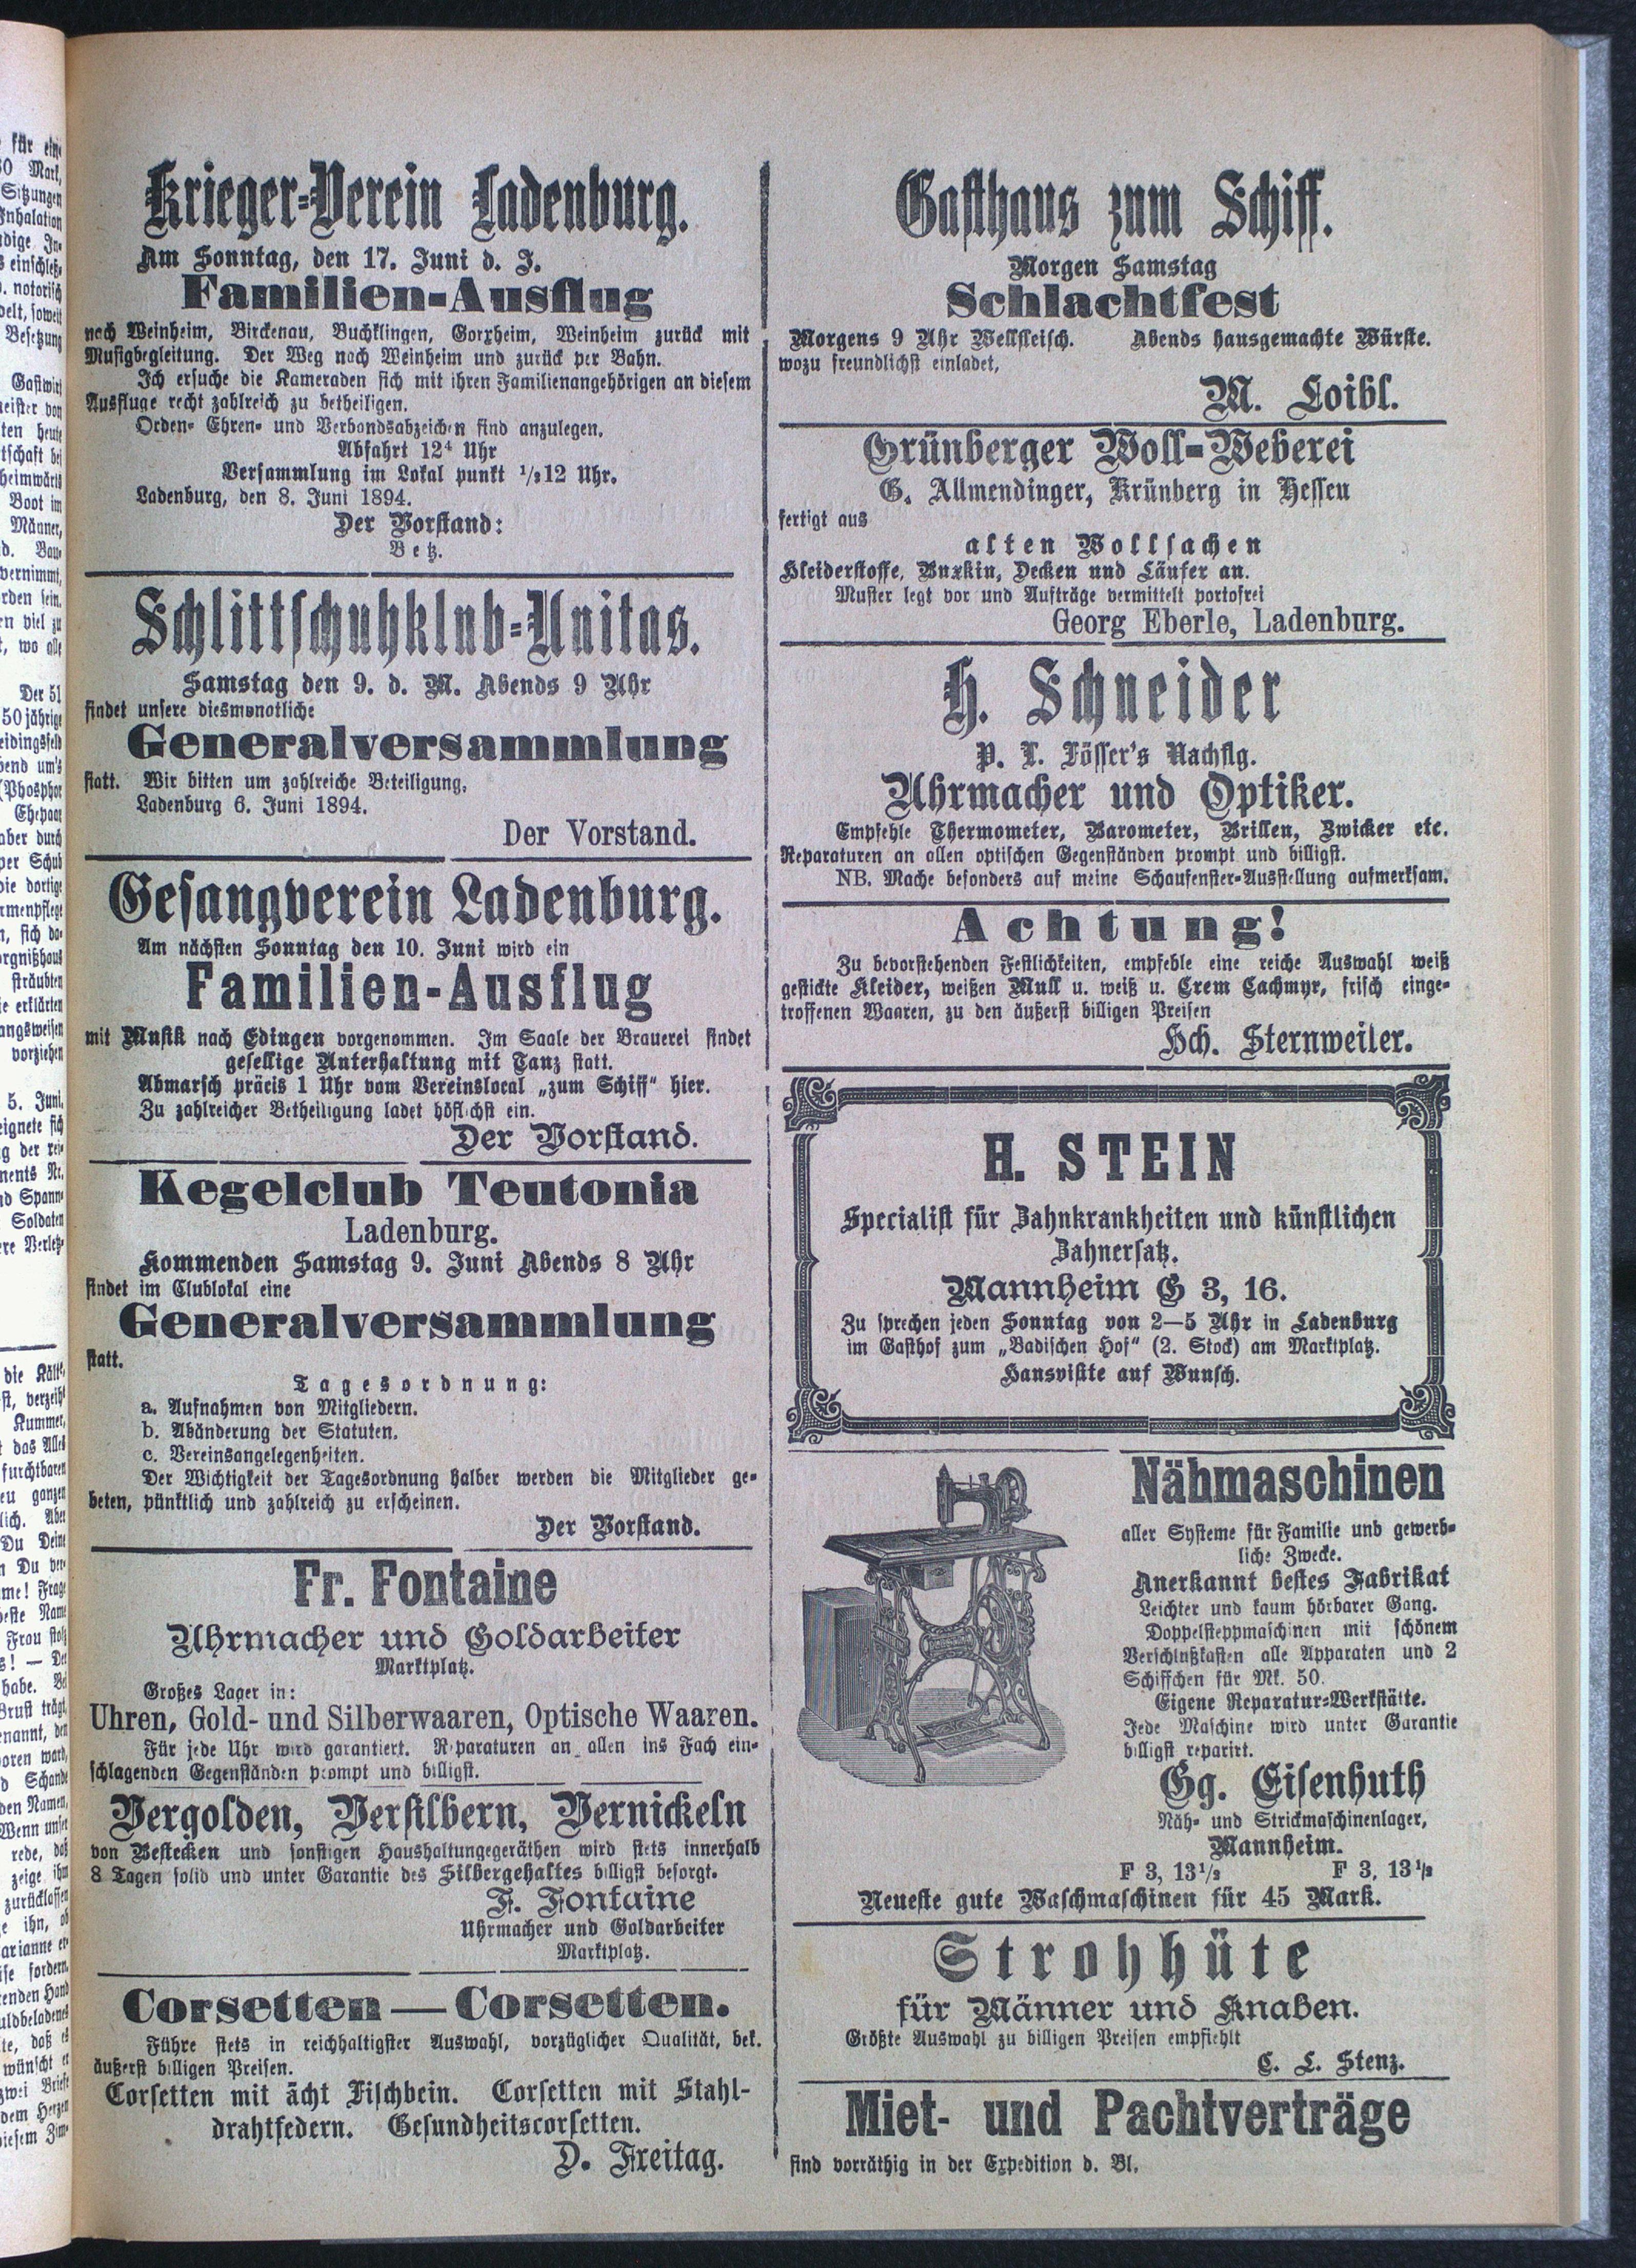 Krieger-Verein Ladenburg.
Am Sonntag, den 17. Juni d. J.
Familien-Ausflug
nach Weinheim, Birckenau, Buchklingen, Gorxheim, Weinheim zurück mit
Musigbegleitung. Der Weg nach Weinheim und zurück per Bahn.
Ich ersuche die Kameraden sich mit ihren Familienangehörigen an diesem
Ausfluge recht zahlreich zu betheiligen.
Orden- Ehren- und Verbandsabzeichen sind anzulegen.
Abfahrt 12⁴ Uhr
Versammlung im Lokal punkt ½12 Uhr.
Ladenburg, den 8. Juni 1894.
Der Vorstand:
Betz.
Schlittschuhklub-Unitas.
Samstag den 9. d. M. Abends 9 Uhr
findet unsere diesmonatliche
Generalversammlung
statt. Wir bitten um zahlreiche Beteiligung.
Ladenburg 6. Juni 1894.
Der Vorstand.
Gesangverein Ladenburg.
Am nächsten Sonntag den 10. Juni wird ein
Familien-Ausflug
mit Musik nach Edingen vorgenommen. Im Saale der Brauerei findet
gesellige Unterhaltung mit Tanz statt.
Abmarsch präcis 1 Uhr vom Vereinslocal „zum Schiff" hier.
Zu zahlreicher Betheiligung ladet höflichst ein.
Der Vorstand.
Kegelclub Teutonia
Ladenburg.
Kommenden Samstag 9. Juni Abends 8 Uhr
findet im Clublokal eine
Generalversammlung
statt.
Tagesordnung:
a. Aufnahmen von Mitgliedern.
b. Abänderung der Statuten.
c. Vereinsangelegenheiten.
Der Wichtigkeit der Tagesordnung halber werden die Mitglieder ge-
beten, pünktlich und zahlreich zu erscheinen.
Der Vorstand.
Fr. Fontaine
Uhrmacher und Goldarbeiter
Marktplatz.
Großes Lager in:
Uhren, Gold- und Silberwaaren, Optische Waaren.
Für jede Uhr wird garantiert. Reparaturen an allen ins Fach ein-
schlagenden Gegenständen prompt und billigst.
Vergolden, Versilbern, Vernickeln
von Bestecken und sonstigen Haushaltungegeräthen wird stets innerhalb
8 Tagen solid und unter Garantie des Silbergehaltes billigst besorgt.
F. Fontaine
Uhrmacher und Goldarbeiter
Marktplatz.
Corsetten — Corsetten.
Führe stets in reichhaltigster Auswahl, vorzüglicher Qualität, bek.
äußerst billigen Preisen.
Corsetten mit ächt Fischbein. Corsetten mit Stahl-
drahtfedern. Gesundheitscorsetten.
D. Freitag.
Gasthaus zum Schiff.
Morgen Samstag
Schlachtfest
Morgens 9 Uhr Wellfleisch. Abends hausgemachte Würste.
wozu freundlichst einladet,
M. Loibl.
Grünberger Woll-Weberei
G. Allmendinger, Krünberg in Hessen
fertigt aus
alten Wollsachen
Kleiderstoffe, Buxkin, Decken und Läufer an.
Muster legt vor und Aufträge vermittelt portofrei
Georg Eberle, Ladenburg.
H. Schneider
P. L. Lösser's Nachflg.
Uhrmacher und Optiker.
Empfehle Thermometer, Barometer, Brillen, Zwicker etc.
Reparaturen an allen optischen Gegenständen prompt und billigst.
NB. Mache besonders auf meine Schaufenster-Ausstellung aufmerksam.
Achtung!
Zu bevorstehenden Festlichkeiten, empfehle eine reiche Auswahl weiß
gestickte Kleider, weißen Mull u. weiß u. Crem Cachmyr, frisch einge-
troffenen Waaren, zu den äußerst billigen Preisen
Hch. Sternweiler.
H. STEIN
Specialist für Zahnkrankheiten und künstlichen
Zahnersatz.
Mannheim G 3, 16.
Zu sprechen jeden Sonntag von 2—5 Uhr in Ladenburg
im Gasthof zum „Badischen Hof" (2. Stock) am Marktplatz.
Hausvisite auf Wunsch.
Nähmaschinen
aller Systeme für Familie und gewerb-
liche Zwecke.
Anerkannt bestes Fabrikat
Leichter und kaum hörbarer Gang.
Doppelsteppmaschinen mit schönem
Verschlußkasten alle Apparaten und 2
Schiffchen für Mk. 50.
Eigene Reparatur-Werkstätte.
Jede Maschine wird unter Garantie
billigst reparirt.
Gg. Eisenhuth
Näh- und Strickmaschinenlager,
Mannheim.
F 3, 13½ F 3, 13½
Neueste gute Waschmaschinen für 45 Mark.
Strohhüte
für Männer und Knaben.
Größte Auswahl zu billigen Preisen empfiehlt
C. L. Stenz.
Miet- und Pachtverträge
sind vorräthig in der Expedition d. Bl.